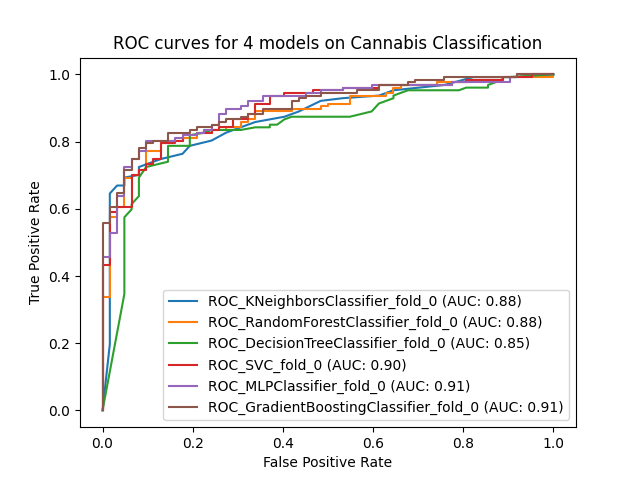 ROC curves for 4 models on Cannabis Classification
1.0
0.8
0.6
0.4
0.2
0.0
True Positive Rate
ROC_KNeighborsClassifier_fold_0 (AUC: 0.88)
ROC_RandomForestClassifier_fold_0 (AUC: 0.88)
ROC_DecisionTreeClassifier_fold_0 (AUC: 0.85)
ROC_SVC_fold_0 (AUC: 0.90)
ROC_MLPClassifier_fold_0 (AUC: 0.91)
ROC_GradientBoostingClassifier_fold_0 (AUC: 0.91)
0.0 0.2 0.4 0.6 0.8 1.0
False Positive Rate